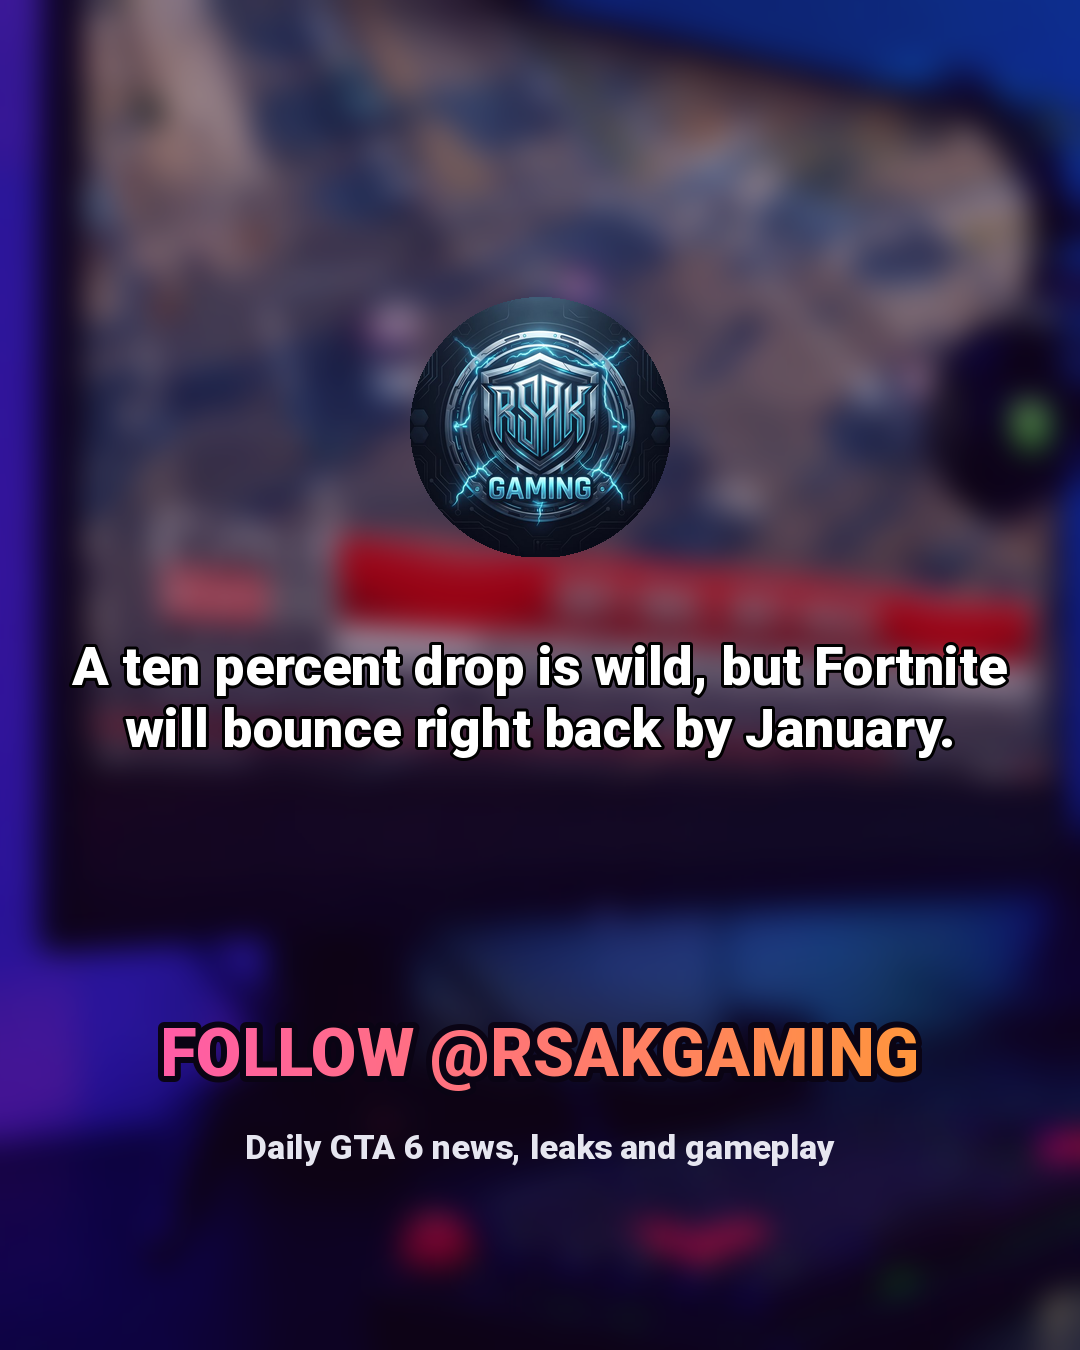 RSAK
GAMING
A ten percent drop is wild, but Fortnite
will bounce right back by January.
FOLLOW @RSAKGAMING
Daily GTA 6 news, leaks and gameplay